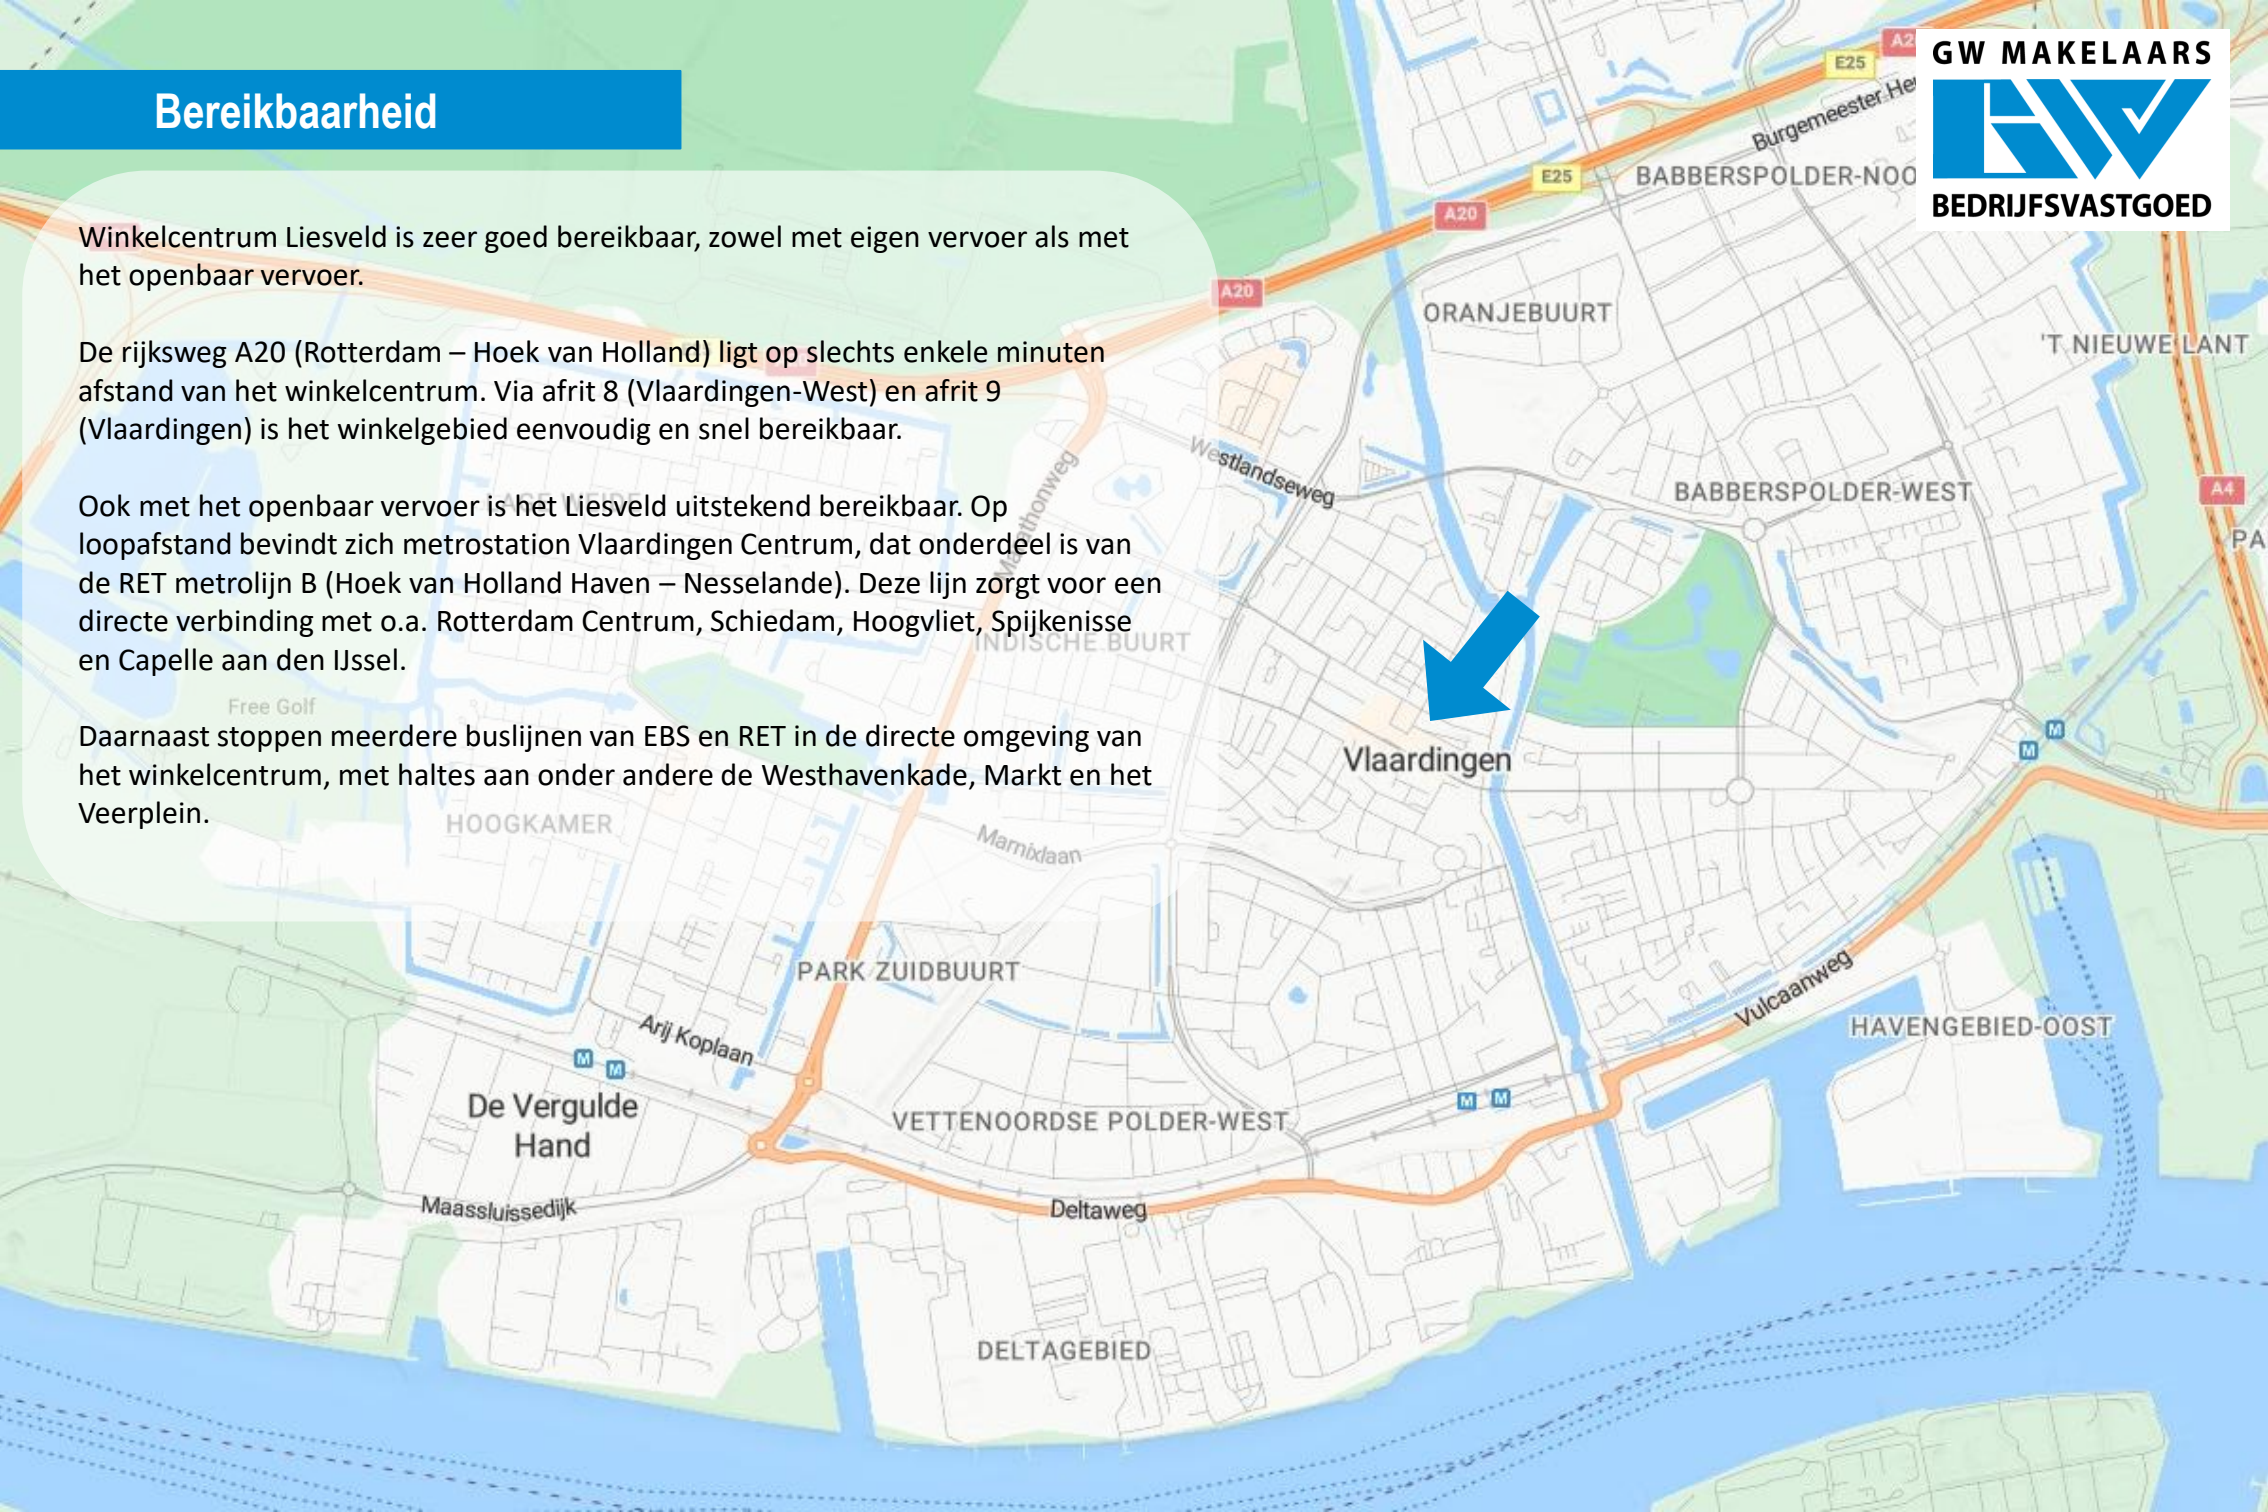 Bereikbaarheid
GW MAKELAARS
BEDRIJFSVASTGOED
Winkelcentrum Liesveld is zeer goed bereikbaar, zowel met eigen vervoer als met
het openbaar vervoer.
De rijksweg A20 (Rotterdam – Hoek van Holland) ligt op slechts enkele minuten
afstand van het winkelcentrum. Via afrit 8 (Vlaardingen-West) en afrit 9
(Vlaardingen) is het winkelgebied eenvoudig en snel bereikbaar.
Ook met het openbaar vervoer is het Liesveld uitstekend bereikbaar. Op
loopafstand bevindt zich metrostation Vlaardingen Centrum, dat onderdeel is van
de RET metrolijn B (Hoek van Holland Haven – Nesselande). Deze lijn zorgt voor een
directe verbinding met o.a. Rotterdam Centrum, Schiedam, Hoogvliet, Spijkenisse
en Capelle aan den IJssel.
Daarnaast stoppen meerdere buslijnen van EBS en RET in de directe omgeving van
het winkelcentrum, met haltes aan onder andere de Westhavenkade, Markt en het
Veerplein.
E25
Burgemeester He
E25
BABBERSPOLDER-NOO
A20
A20
ORANJEBUURT
'T NIEUWE LANT
Westlandseweg
Marathonweg
BABBERSPOLDER-WEST
A4
PA
LAGE WEIDE
INDISCHE BUURT
Free Golf
M
M
Vlaardingen
HOOGKAMER
Marnixlaan
PARK ZUIDBUURT
Vulcaanweg
HAVENGEBIED-OOST
Arij Koplaan
M
M
M
M
De Vergulde
Hand
VETTENOORDSE POLDER-WEST
Maassluissedijk
Deltaweg
DELTAGEBIED